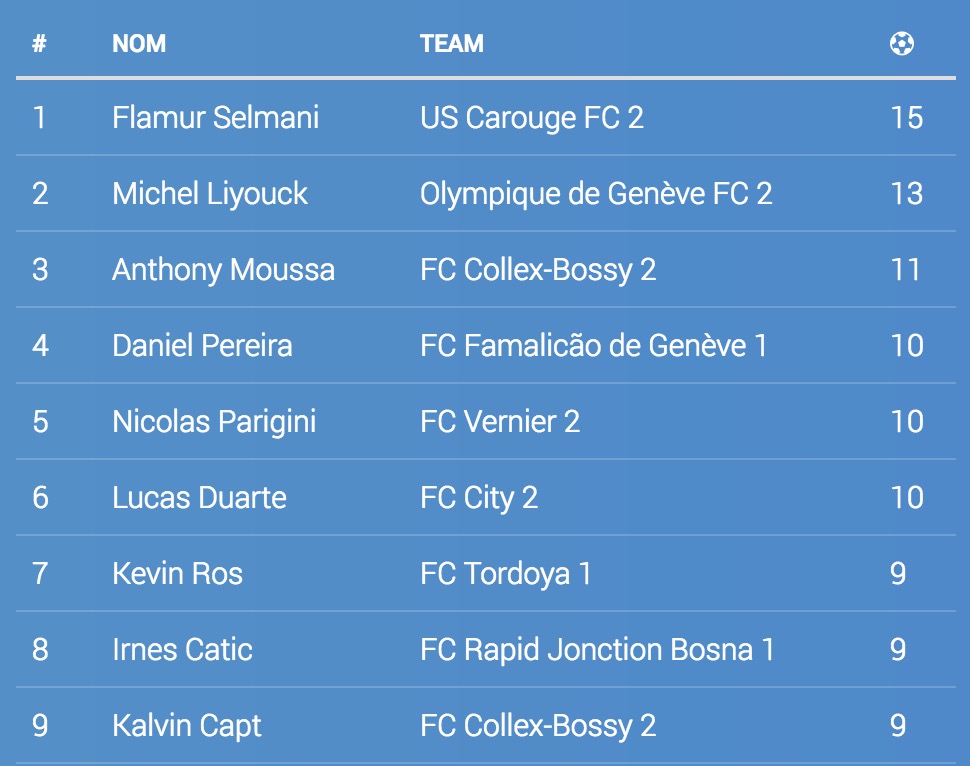 # NOM TEAM
1 Flamur Selmani US Carouge FC 2 15
2 Michel Liyouck Olympique de Genève FC 2 13
3 Anthony Moussa FC Collex-Bossy 2 11
4 Daniel Pereira FC Famalicão de Genève 1 10
5 Nicolas Parigini FC Vernier 2 10
6 Lucas Duarte FC City 2 10
7 Kevin Ros FC Tordoya 1 9
8 Irnes Catic FC Rapid Jonction Bosna 1 9
9 Kalvin Capt FC Collex-Bossy 2 9